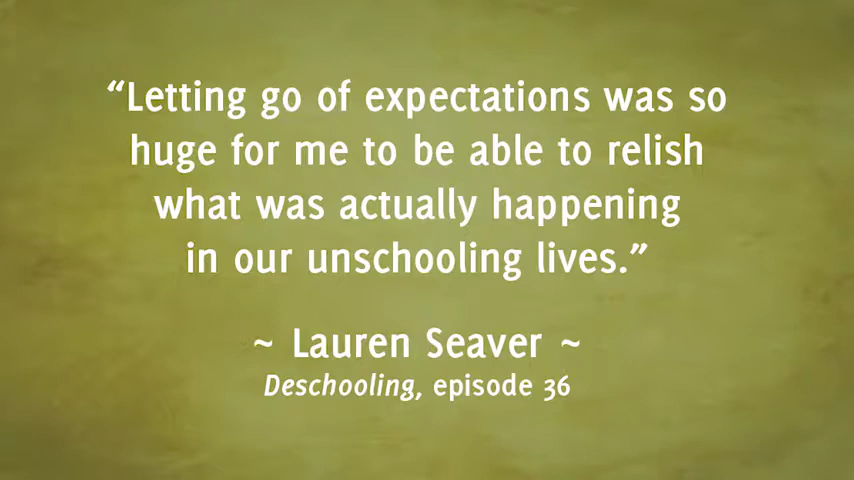 “Letting go of expectations was so
huge for me to be able to relish
what was actually happening
in our unschooling lives.”
~ Lauren Seaver ~
Deschooling, episode 36